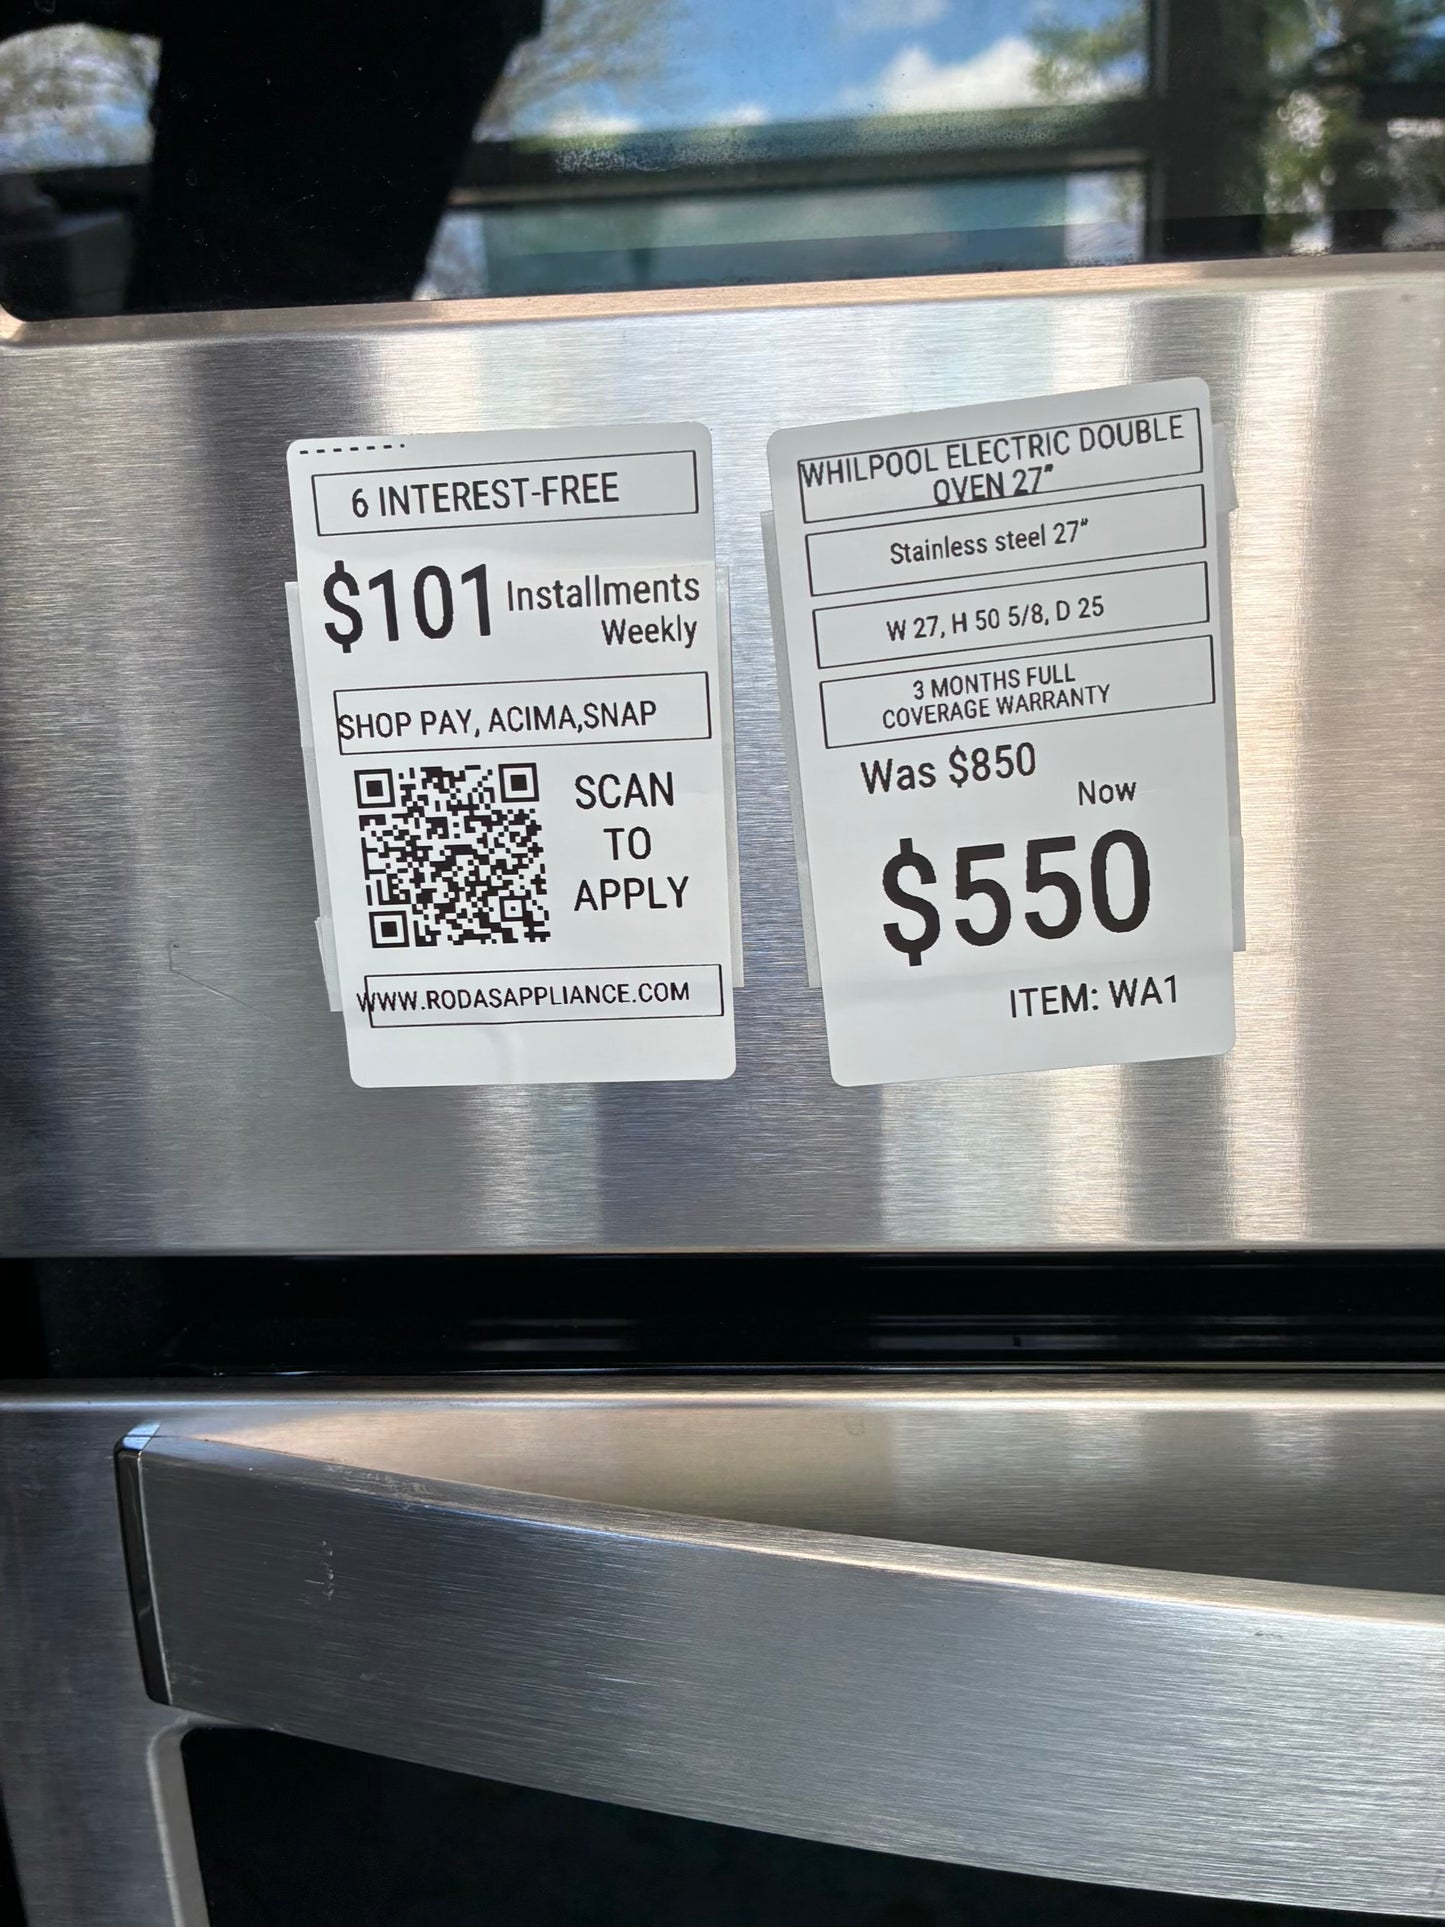 6 INTEREST-FREE
$101 Installments
Weekly
SHOP PAY, ACIMA,SNAP
SCAN
TO
APPLY
WWW.RODASAPPLIANCE.COM
WHILPOOL ELECTRIC DOUBLE
OVEN 27"
Stainless steel 27"
W 27, H 50 5/8, D 25
3 MONTHS FULL
COVERAGE WARRANTY
Was $850
Now
$550
ITEM: WA1